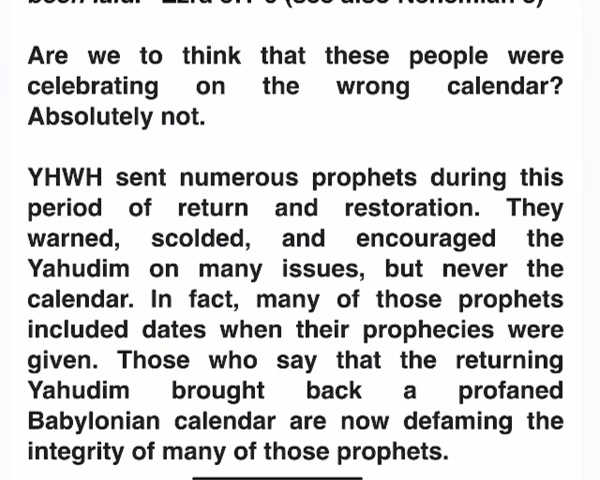 Are we to think that these people were
celebrating on the wrong calendar?
Absolutely not.
YHWH sent numerous prophets during this
period of return and restoration. They
warned, scolded, and encouraged the
Yahudim on many issues, but never the
calendar. In fact, many of those prophets
included dates when their prophecies were
given. Those who say that the returning
Yahudim brought back a profaned
Babylonian calendar are now defaming the
integrity of many of those prophets.